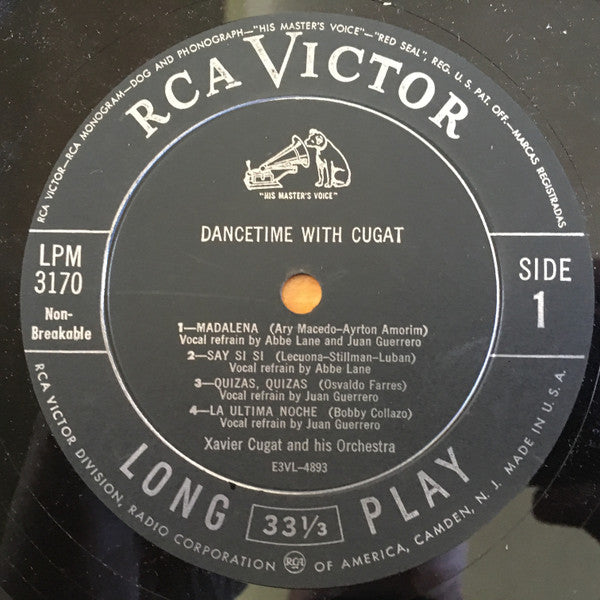 RCA VICTOR—RCA MONOGRAM—DOG AND PHONOGRAPH—"HIS MASTER'S VOICE"—"RED SEAL", REG. U. S. PAT. OFF.—MARCAS REGISTRADAS
RCA VICTOR
"HIS MASTER'S VOICE"
DANCETIME WITH CUGAT
LPM
3170
Non-
Breakable
SIDE
1
1—MADALENA (Ary Macedo-Ayrton Amorim)
Vocal refrain by Abbe Lane and Juan Guerrero
2—SAY SI SI (Lecuona-Stillman-Luban)
Vocal refrain by Abbe Lane
3—QUIZAS, QUIZAS (Osvaldo Farres)
Vocal refrain by Juan Guerrero
4—LA ULTIMA NOCHE (Bobby Collazo)
Vocal refrain by Juan Guerrero
Xavier Cugat and his Orchestra
E3VL-4893
LONG 33 1/3 PLAY
RCA VICTOR DIVISION, RADIO CORPORATION RCA OF AMERICA, CAMDEN, N. J. MADE IN U. S. A.